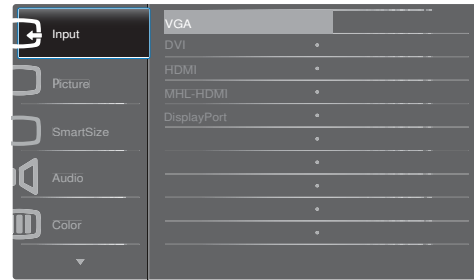 Input
Picture
SmartSize
Audio
Color
VGA
DVI
HDMI
MHL-HDMI
DisplayPort